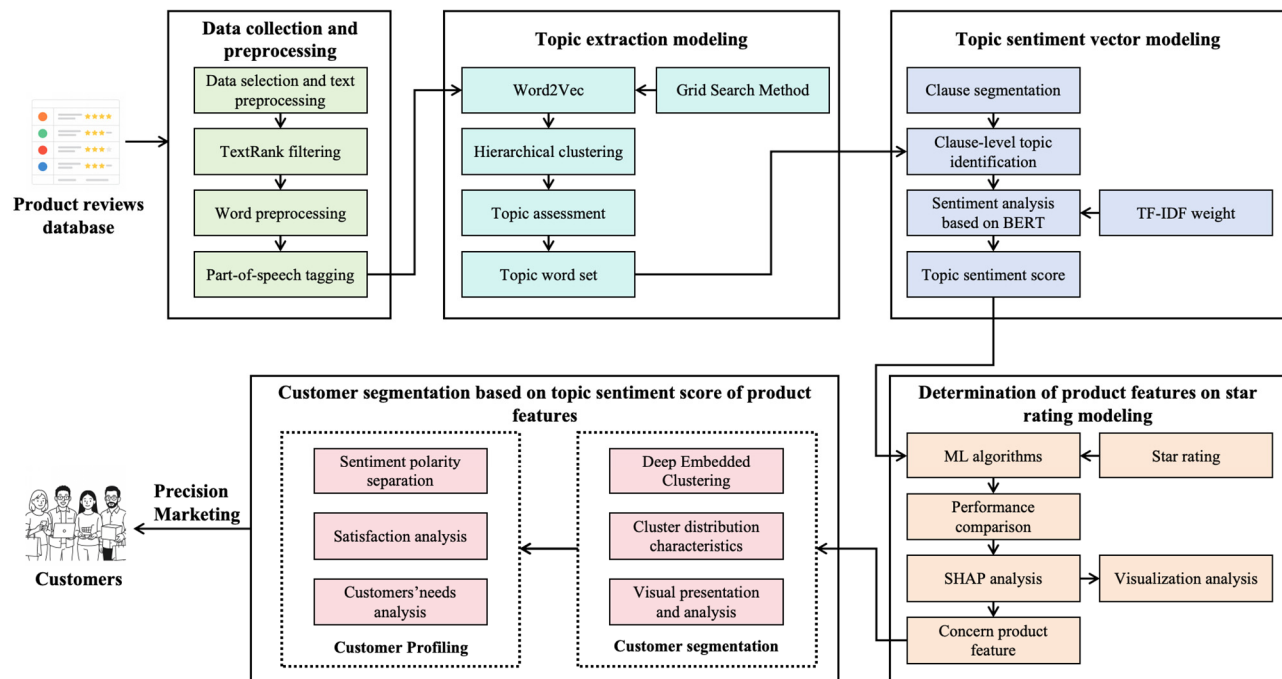 Product reviews
database
Data collection and
preprocessing
Data selection and text
preprocessing
TextRank filtering
Word preprocessing
Part-of-speech tagging
Topic extraction modeling
Word2Vec
Grid Search Method
Hierarchical clustering
Topic assessment
Topic word set
Topic sentiment vector modeling
Clause segmentation
Clause-level topic
identification
Sentiment analysis
based on BERT
TF-IDF weight
Topic sentiment score
Determination of product features on star
rating modeling
ML algorithms
Star rating
Performance
comparison
SHAP analysis
Visualization analysis
Concern product
feature
Customer segmentation based on topic sentiment score of product
features
Deep Embedded
Clustering
Cluster distribution
characteristics
Visual presentation
and analysis
Customer segmentation
Sentiment polarity
separation
Satisfaction analysis
Customers’needs
analysis
Customer Profiling
Precision
Marketing
Customers